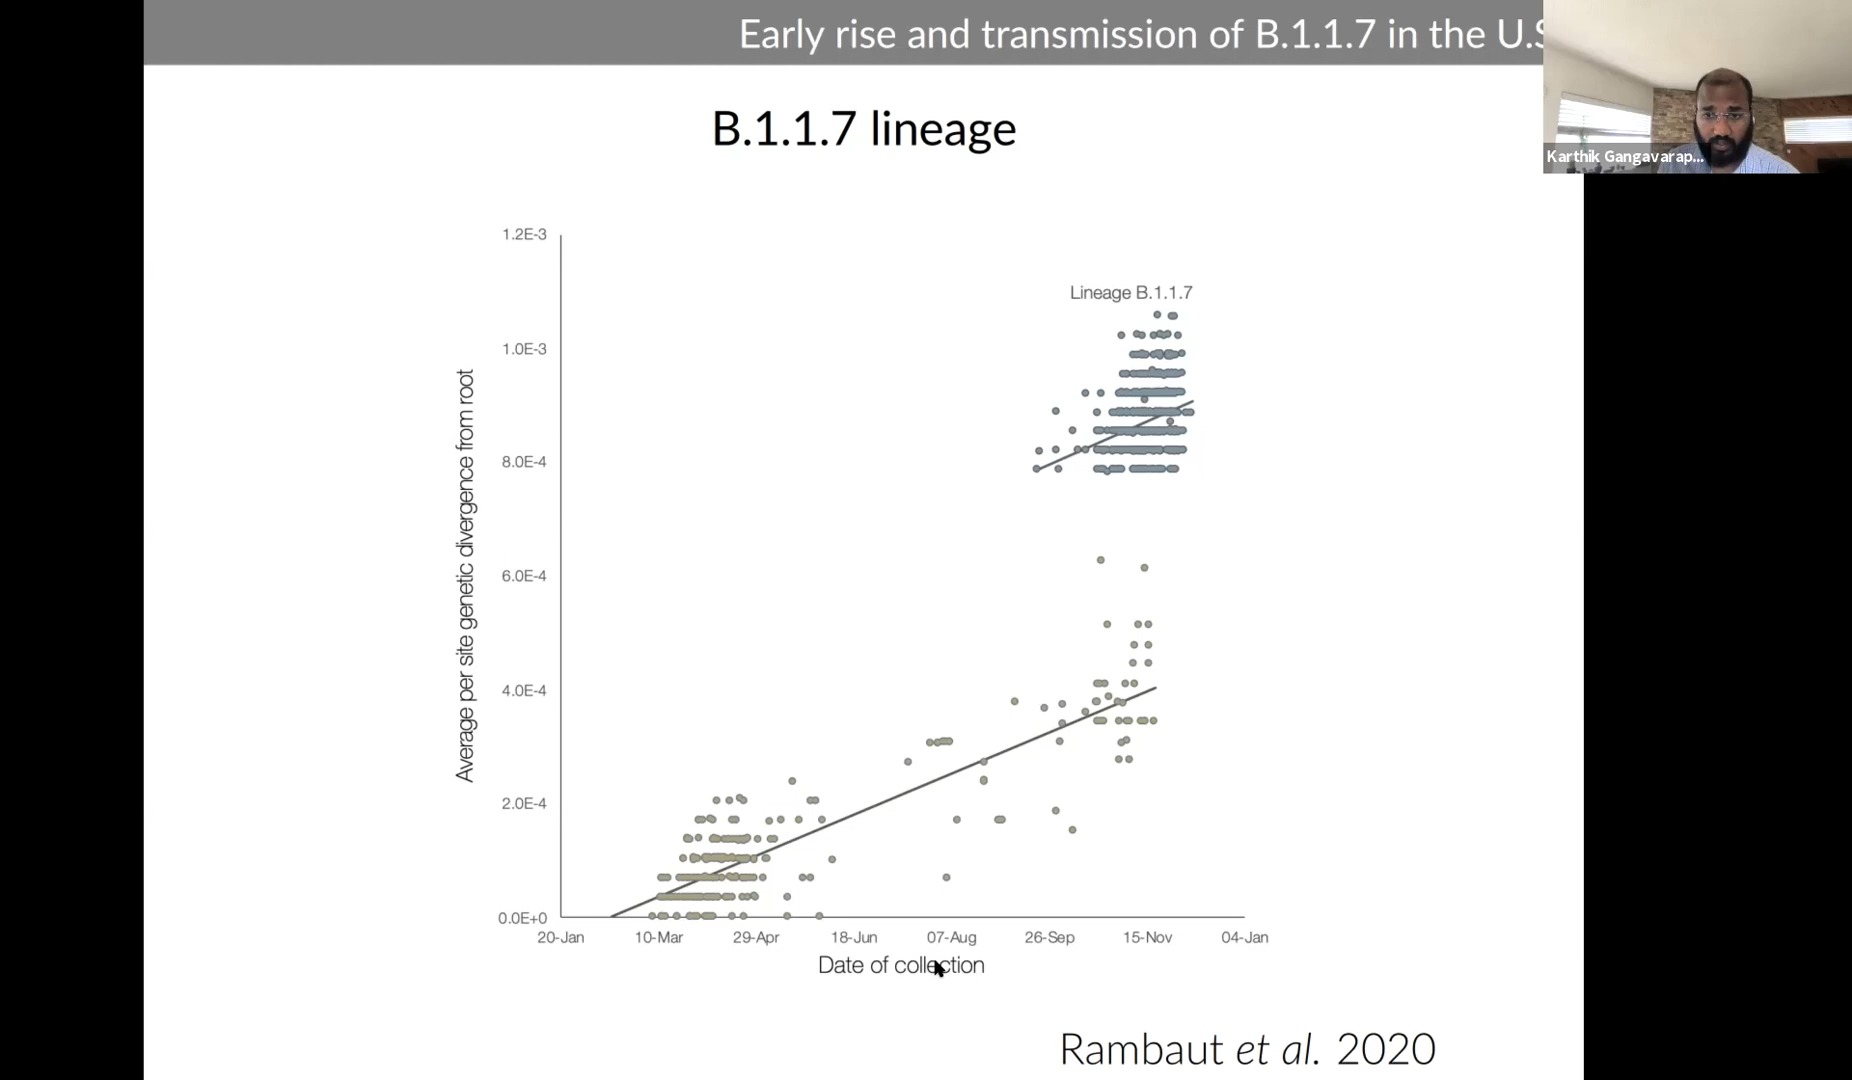 Early rise and transmission of B.1.1.7 in the U.S
Karthik Gangavarap...
B.1.1.7 lineage
1.2E-3
1.0E-3
8.0E-4
6.0E-4
4.0E-4
2.0E-4
0.0E+0
Average per site genetic divergence from root
Lineage B.1.1.7
20-Jan
10-Mar
29-Apr
18-Jun
07-Aug
26-Sep
15-Nov
04-Jan
Date of collection
Rambaut et al. 2020